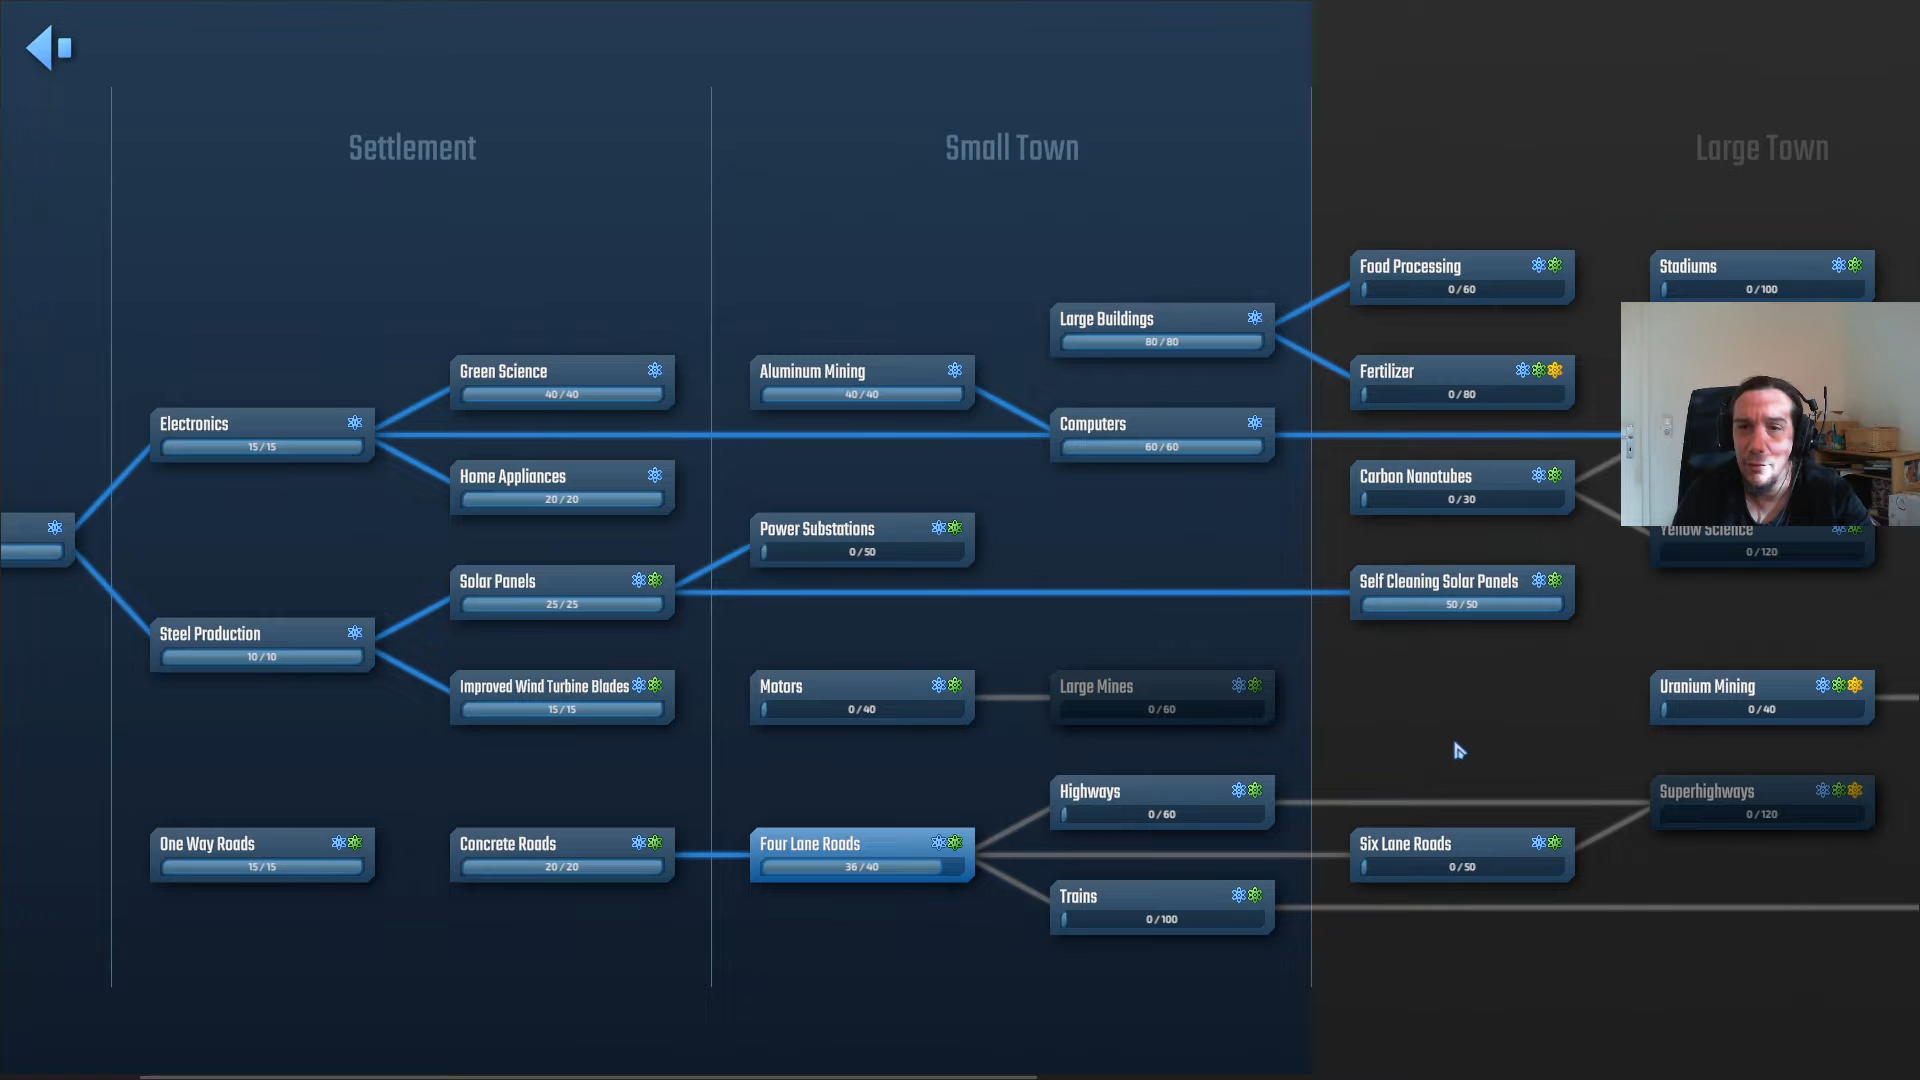 Settlement
Small Town
Large Town
Food Processing
0 / 60
Stadiums
0 / 100
Large Buildings
80 / 80
Green Science
40 / 40
Aluminum Mining
40 / 40
Fertilizer
0 / 80
Electronics
15 / 15
Computers
60 / 60
Home Appliances
20 / 20
Carbon Nanotubes
0 / 30
Power Substations
0 / 50
Yellow Science
0 / 120
Solar Panels
25 / 25
Self Cleaning Solar Panels
50 / 50
Steel Production
10 / 10
Improved Wind Turbine Blades
15 / 15
Motors
0 / 40
Large Mines
0 / 60
Uranium Mining
0 / 40
Highways
0 / 60
Superhighways
0 / 120
One Way Roads
15 / 15
Concrete Roads
20 / 20
Four Lane Roads
36 / 40
Six Lane Roads
0 / 50
Trains
0 / 100